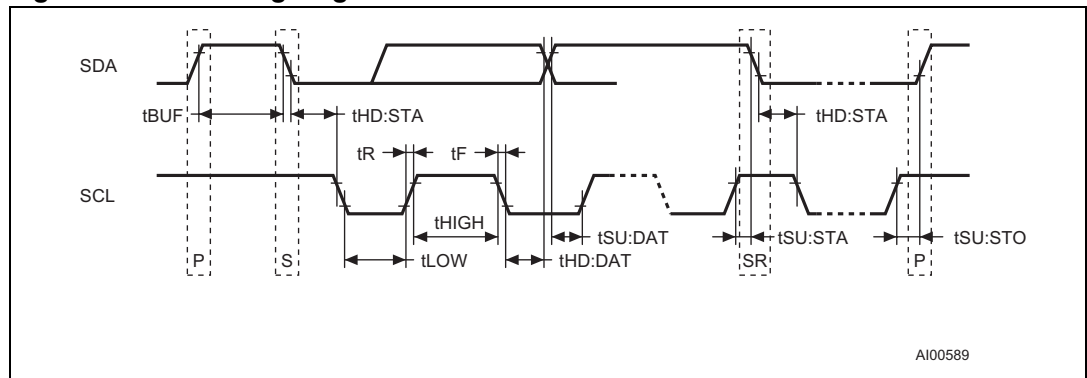 SDA
tBUF
tHD:STA
tHD:STA
tR
tF
SCL
tHIGH
tSU:DAT
tSU:STA
tSU:STO
P
S
tLOW
tHD:DAT
SR
P
AI00589